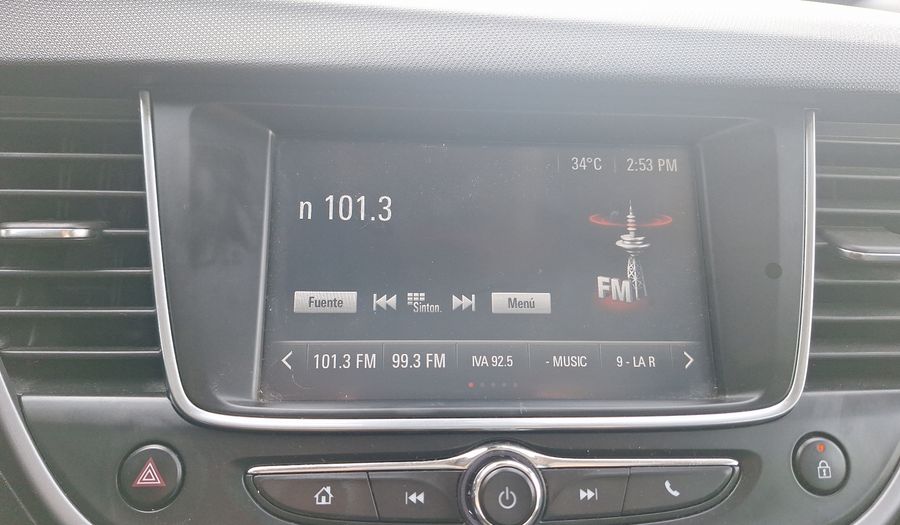 34°C 2:53 PM
n 101.3
FM
Fuente Sinton. Menú
101.3 FM 99.3 FM IVA 92.5 - MUSIC 9 - LA R